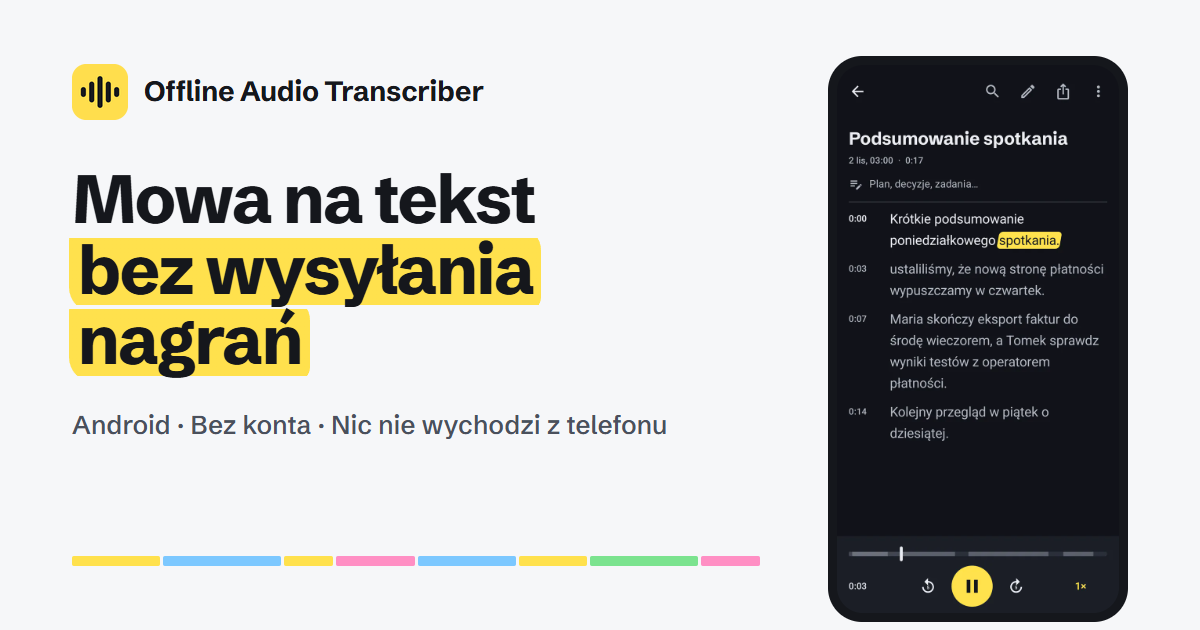 Offline Audio Transcriber
Mowa na tekst
bez wysyłania
nagrań
Android · Bez konta · Nic nie wychodzi z telefonu
Podsumowanie spotkania
2 lis, 03:00 · 0:17
Plan, decyzje, zadania...
0:00 Krótkie podsumowanie
poniedziałkowego spotkania.
0:03 ustaliliśmy, że nową stronę płatności
wypuszczamy w czwartek.
0:07 Maria skończy eksport faktur do
środę wieczorem, a Tomek sprawdz
wyniki testów z operatorem
płatności.
0:14 Kolejny przegląd w piątek o
dziesiątej.
0:03
1×